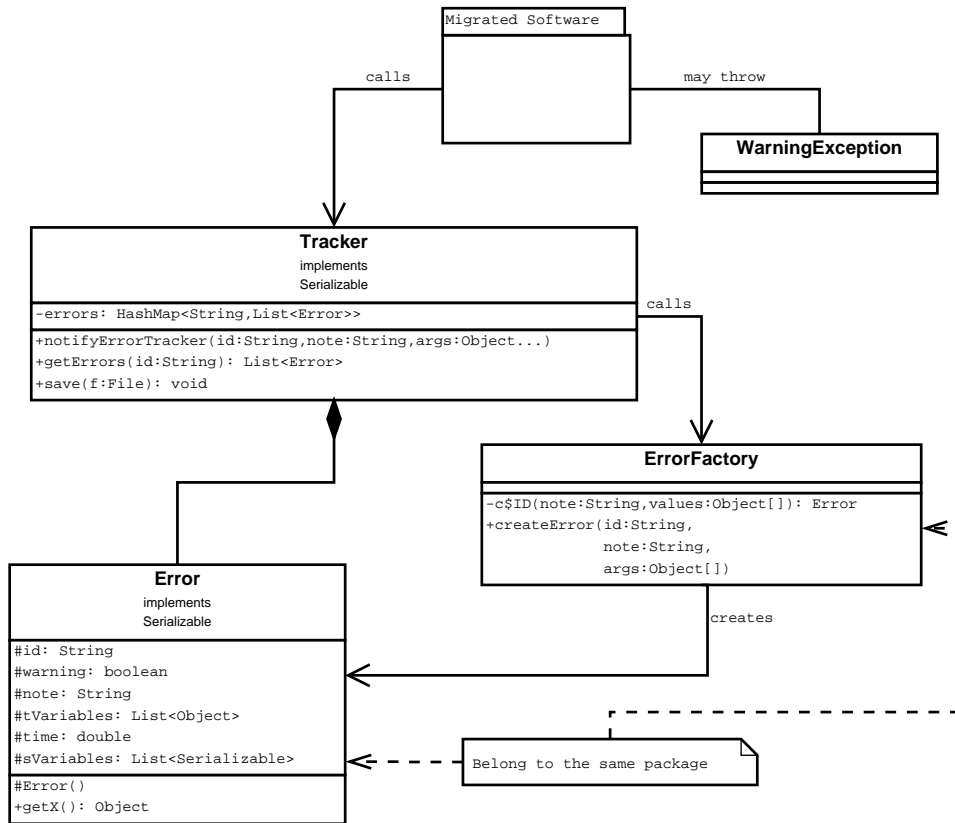 Migrated Software
calls
may throw
WarningException
Tracker
implements
Serializable
-errors: HashMap<String,List<Error>>
+notifyErrorTracker(id:String,note:String,args:Object...)
+getErrors(id:String): List<Error>
+save(f:File): void
calls
ErrorFactory
-c$ID(note:String,values:Object[]): Error
+createError(id:String,
note:String,
args:Object[])
creates
Error
implements
Serializable
#id: String
#warning: boolean
#note: String
#tVariables: List<Object>
#time: double
#sVariables: List<Serializable>
#Error()
+getX(): Object
Belong to the same package